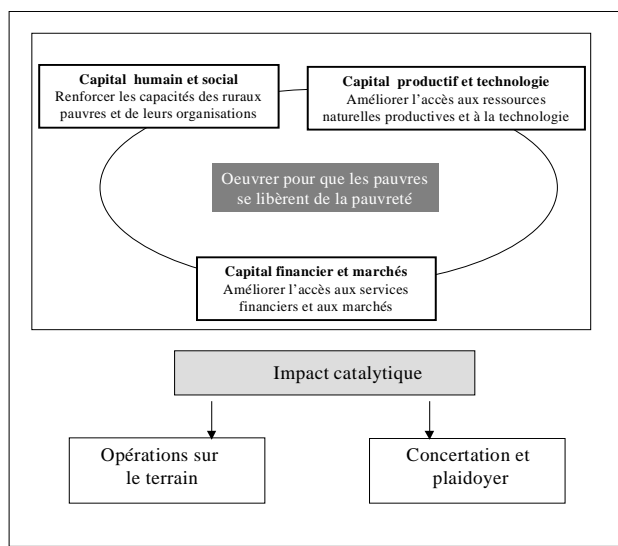 Capital humain et social
Renforcer les capacités des ruraux
pauvres et de leurs organisations
Capital productif et technologie
Améliorer l'accès aux ressources
naturelles productives et à la technologie
Oeuvrer pour que les pauvres
se libèrent de la pauvreté
Capital financier et marchés
Améliorer l'accès aux services
financiers et aux marchés
Impact catalytique
Opérations sur
le terrain
Concertation et
plaidoyer